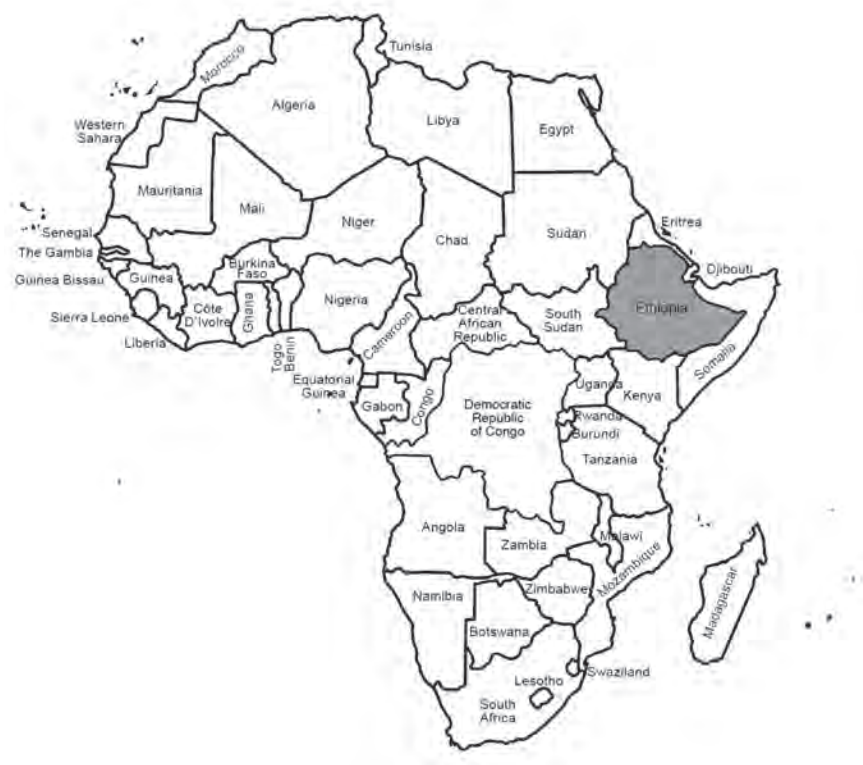 Tunisia
Morocco
Algeria
Libya
Egypt
Western
Sahara
Mauritania
Mali
Niger
Chad
Sudan
Eritrea
Senegal
The Gambia
Guinea Bissau
Guinea
Burkina
Faso
Djibouti
Sierra Leone
Côte
D'Ivoire
Ghana
Nigeria
Cameroon
Central
African
Republic
South
Sudan
Ethiopia
Somalia
Liberia
Togo
Benin
Equatorial
Guinea
Gabon
Congo
Democratic
Republic
of Congo
Uganda
Kenya
Rwanda
Burundi
Tanzania
Angola
Zambia
Malawi
Mozambique
Madagascar
Namibia
Zimbabwe
Botswana
Swaziland
Lesotho
South
Africa